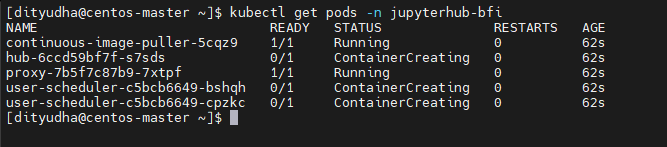 [dityudha@centos-master ~]$ kubectl get pods -n jupyterhub-bfi
NAME READY STATUS RESTARTS AGE
continuous-image-puller-5cqz9 1/1 Running 0 62s
hub-6ccd59bf7f-s7sds 0/1 ContainerCreating 0 62s
proxy-7b5f7c87b9-7xtpf 1/1 Running 0 62s
user-scheduler-c5bcb6649-bshqh 0/1 ContainerCreating 0 62s
user-scheduler-c5bcb6649-cpzkc 0/1 ContainerCreating 0 62s
[dityudha@centos-master ~]$